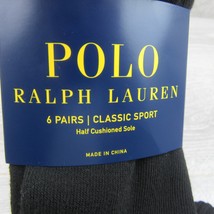 POLO
RALPH LAUREN
6 PAIRS | CLASSIC SPORT
Half Cushioned Sole
MADE IN CHINA